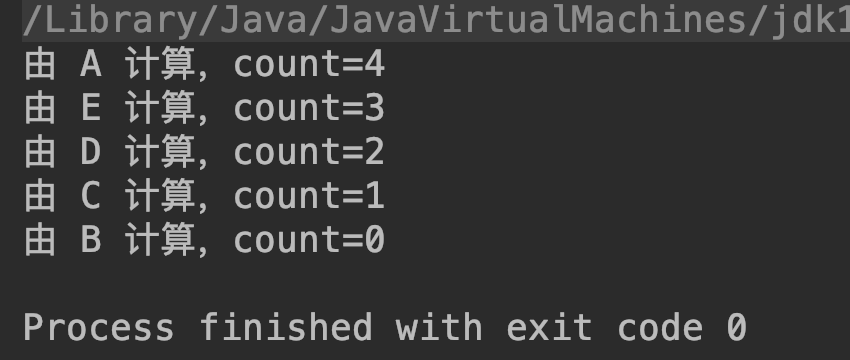 /Library/Java/JavaVirtualMachines/jdk1
由 A 计算, count=4
由 E 计算, count=3
由 D 计算, count=2
由 C 计算, count=1
由 B 计算, count=0
Process finished with exit code 0